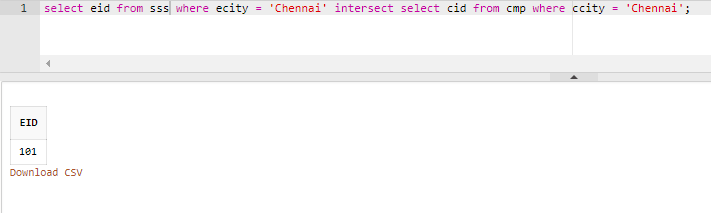 1 select eid from sss where ecity = 'Chennai' intersect select cid from cmp where ccity = 'Chennai';
EID
101
Download CSV